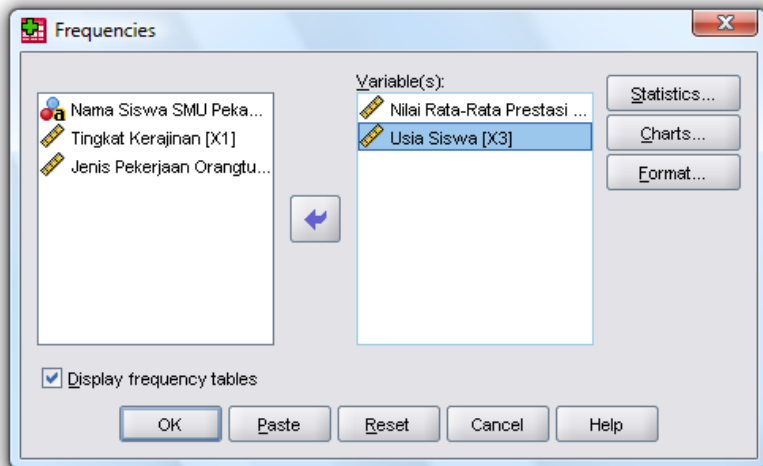 Frequencies
Nama Siswa SMU Peka...
Tingkat Kerajinan [X1]
Jenis Pekerjaan Orangtu...
Variable(s):
Nilai Rata-Rata Prestasi ...
Usia Siswa [X3]
Statistics...
Charts...
Format...
Display frequency tables
OK Paste Reset Cancel Help